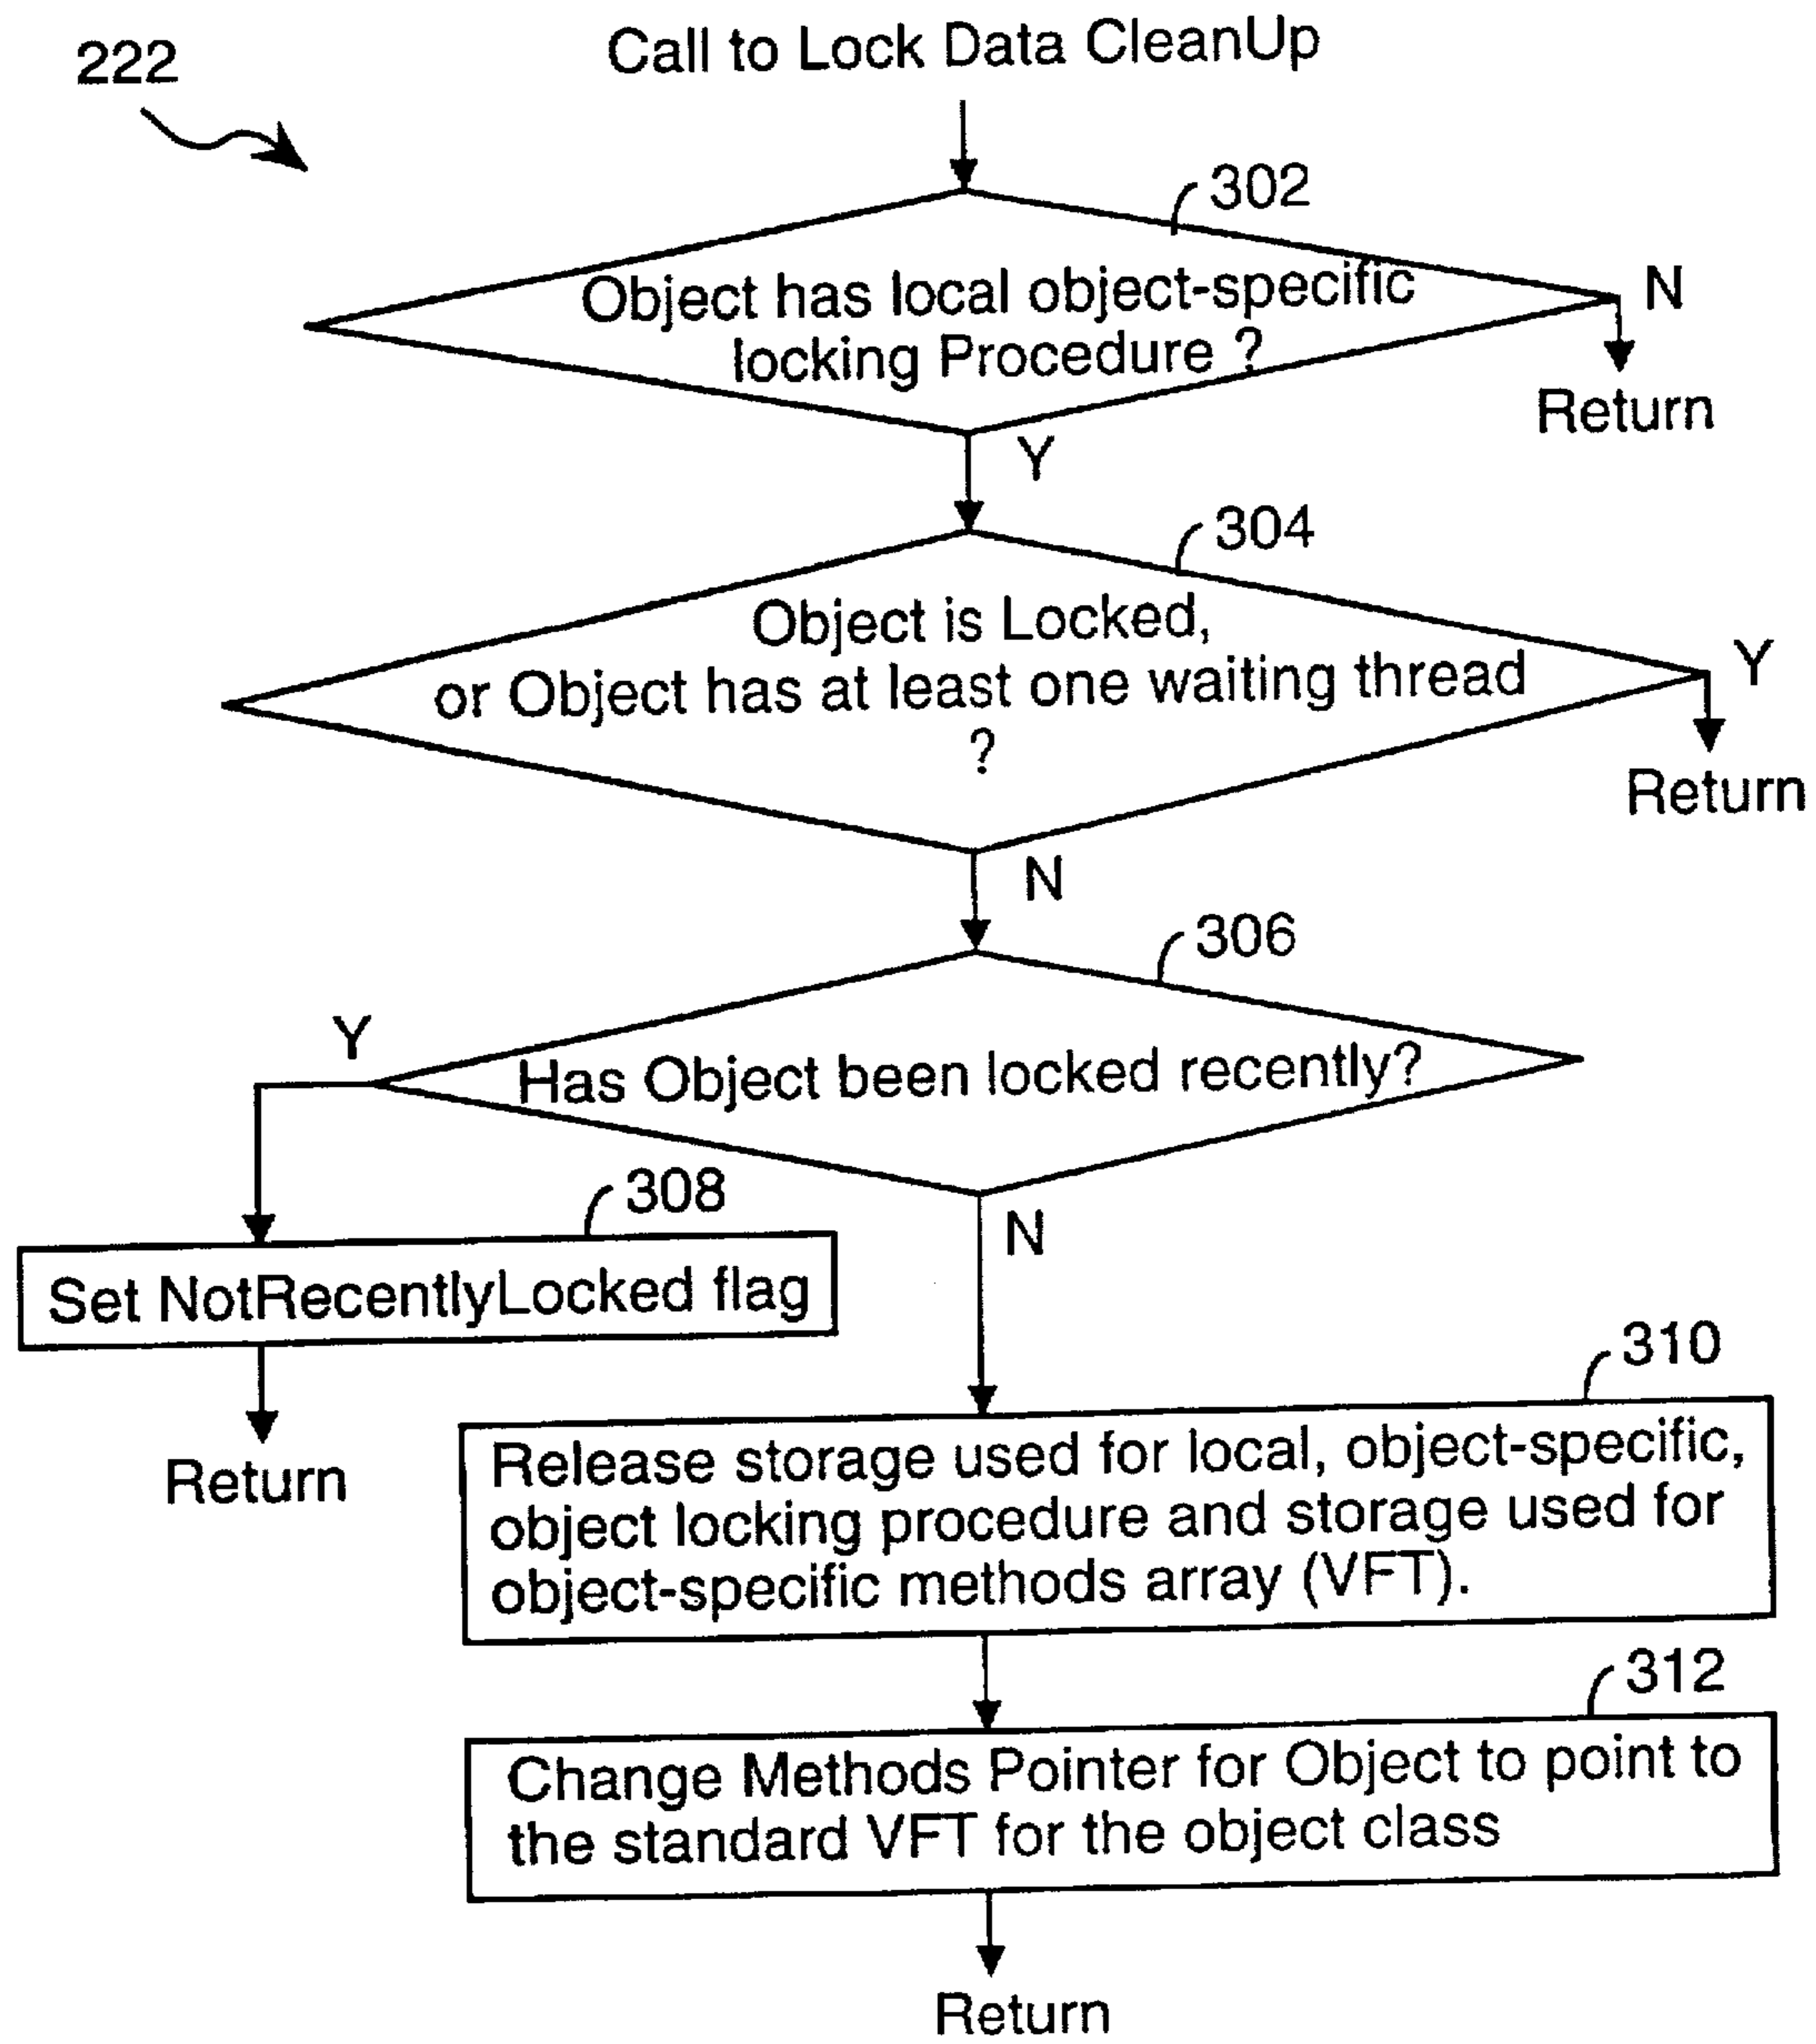 222
Call to Lock Data CleanUp
302
Object has local object-specific
locking Procedure ?
N
Return
Y
304
Object is Locked,
or Object has at least one waiting thread
?
Y
Return
N
306
Has Object been locked recently?
Y
308
Set NotRecentlyLocked flag
Return
N
310
Release storage used for local, object-specific,
object locking procedure and storage used for
object-specific methods array (VFT).
312
Change Methods Pointer for Object to point to
the standard VFT for the object class
Return